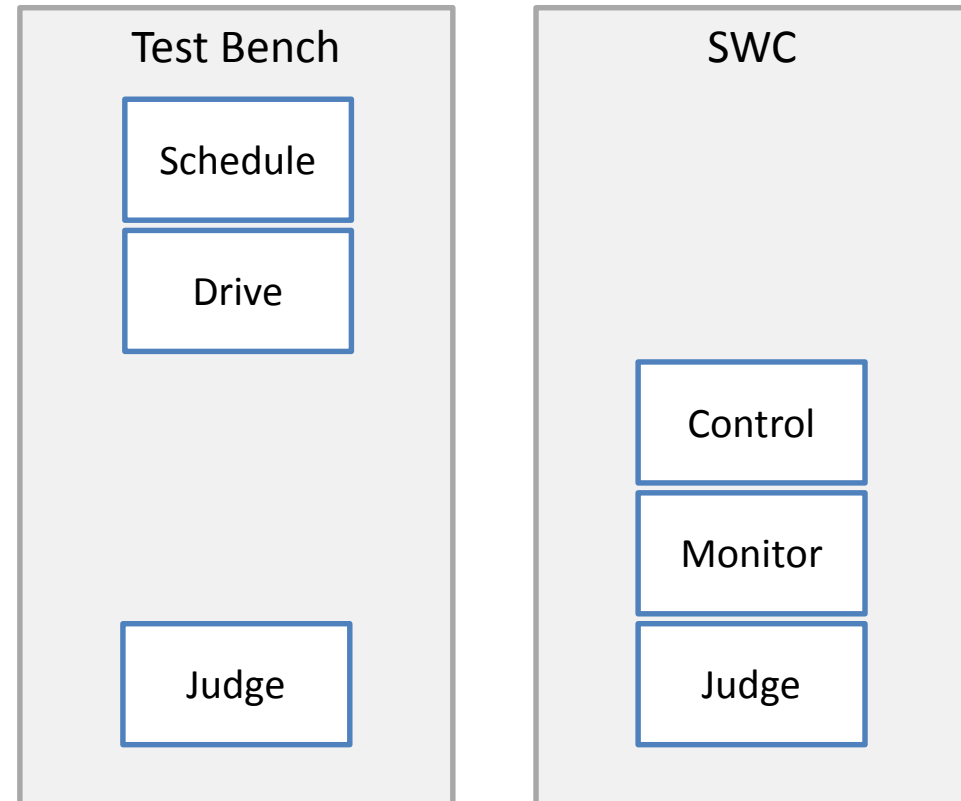 Test Bench
Schedule
Drive
Judge
SWC
Control
Monitor
Judge